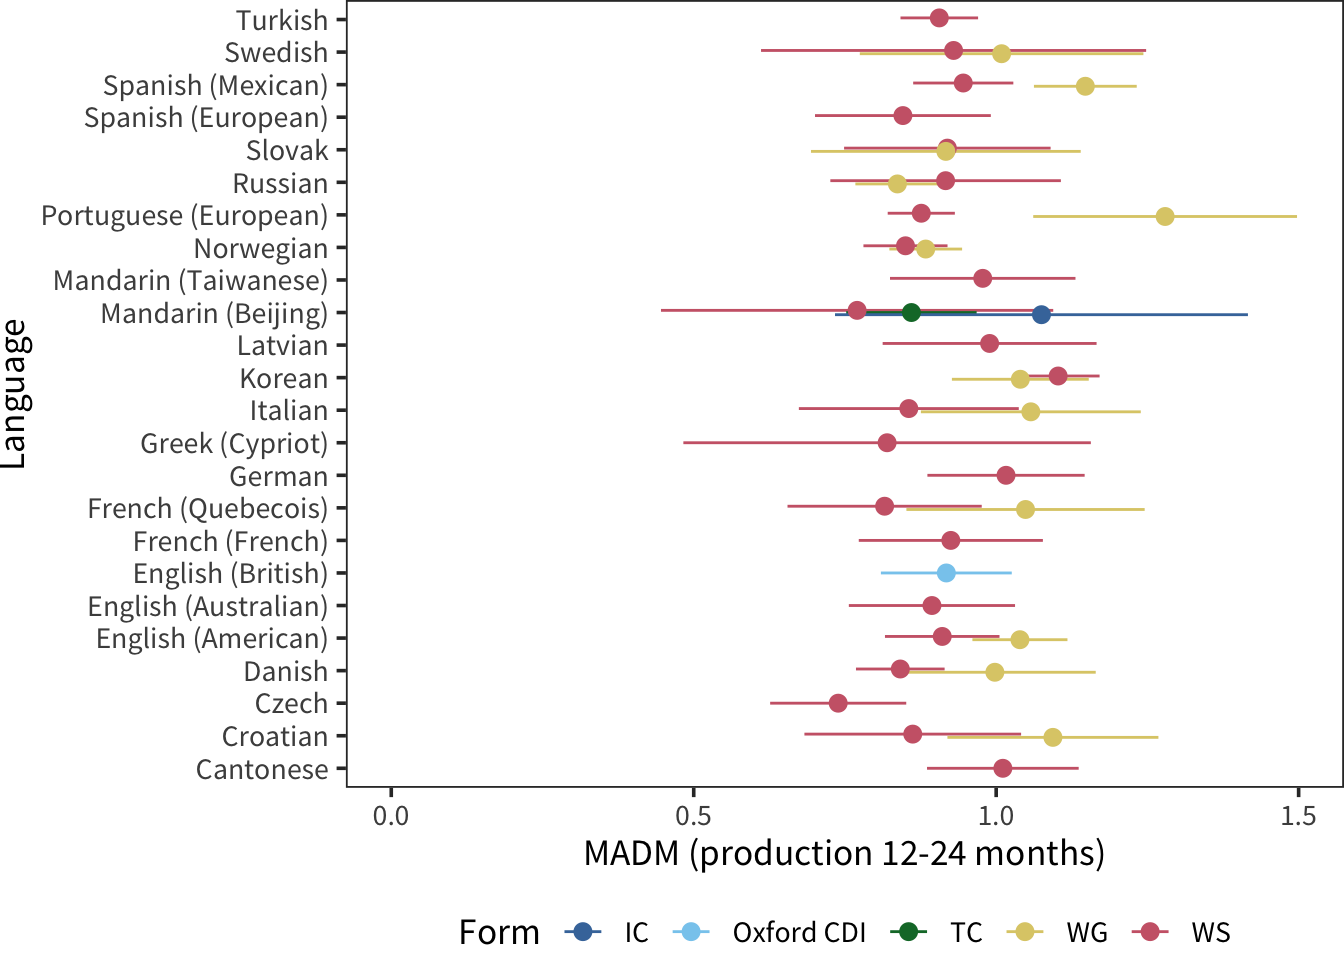 Turkish
Swedish
Spanish (Mexican)
Spanish (European)
Slovak
Russian
Portuguese (European)
Norwegian
Mandarin (Taiwanese)
Mandarin (Beijing)
Latvian
Korean
Italian
Greek (Cypriot)
German
French (Quebecois)
French (French)
English (British)
English (Australian)
English (American)
Danish
Czech
Croatian
Cantonese
Language
0.0 0.5 1.0 1.5
MADM (production 12-24 months)
Form IC Oxford CDI TC WG WS